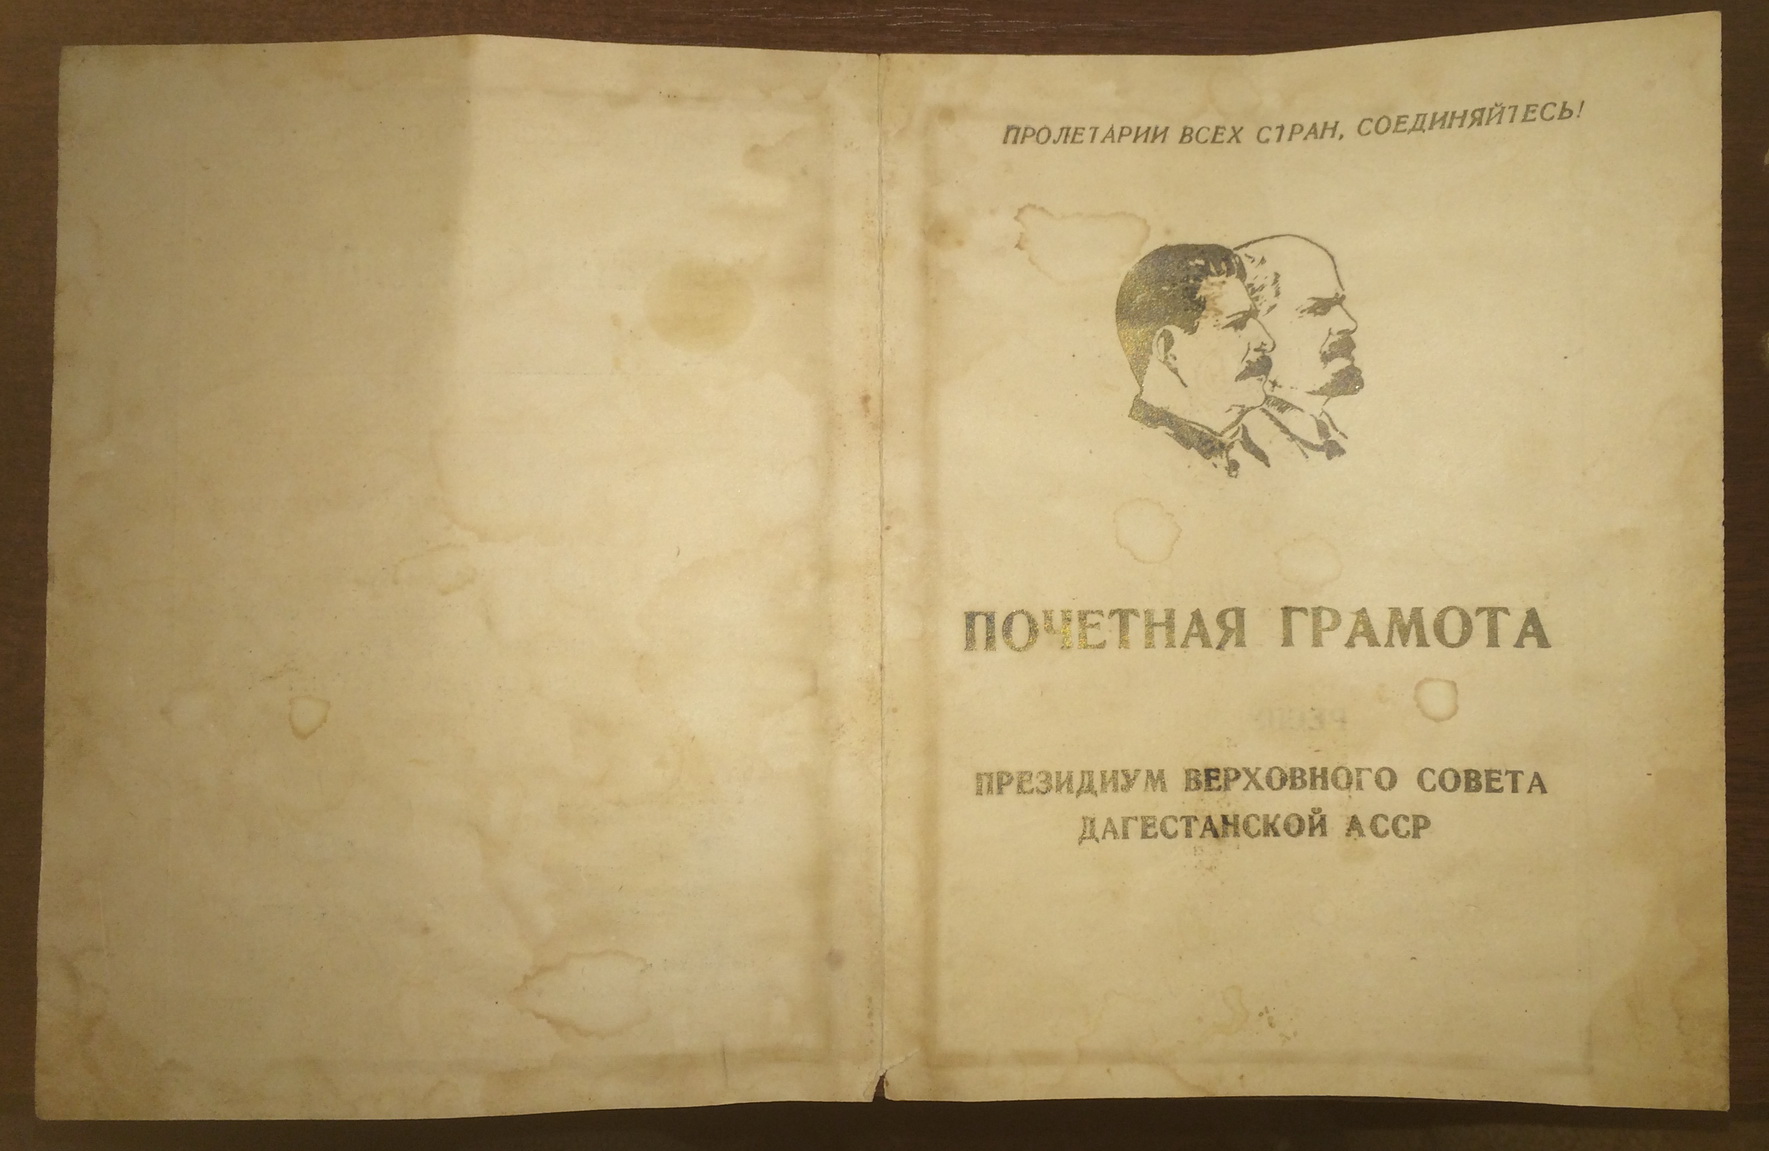 ПРОЛЕТАРИИ ВСЕХ СТРАН, СОЕДИНЯЙТЕСЬ!
ПОЧЕТНАЯ ГРАМОТА
ПРЕЗИДИУМ ВЕРХОВНОГО СОВЕТА
ДАГЕСТАНСКОЙ АССР